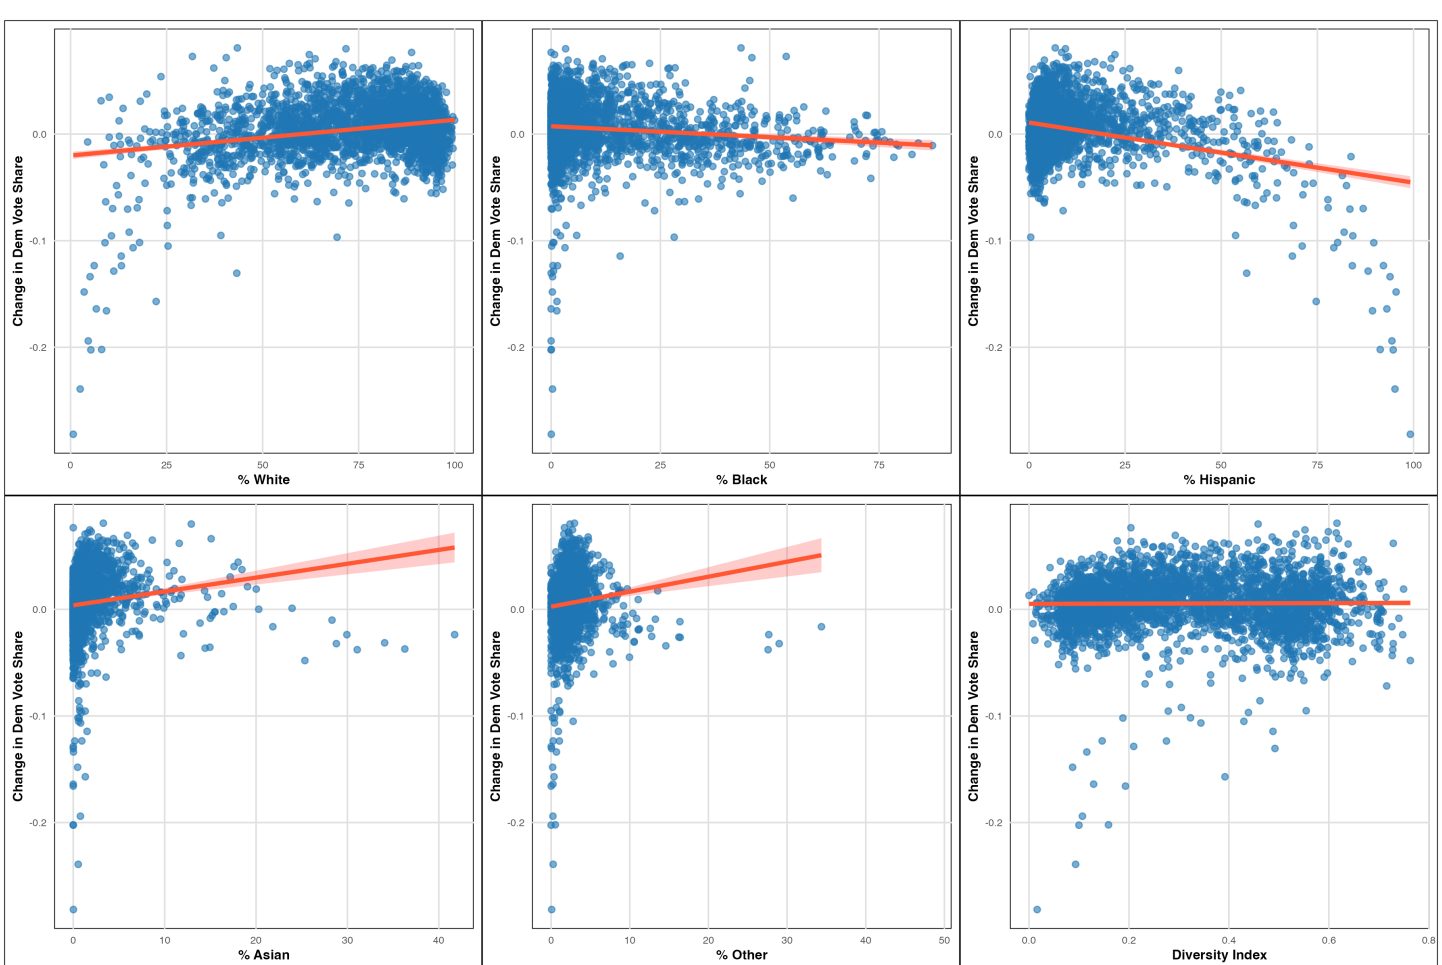 Change in Dem Vote Share
0.0
-0.1
-0.2
0 25 50 75 100
% White
Change in Dem Vote Share
0.0
-0.1
-0.2
0 25 50 75
% Black
Change in Dem Vote Share
0.0
-0.1
-0.2
0 25 50 75 100
% Hispanic
Change in Dem Vote Share
0.0
-0.1
-0.2
0 10 20 30 40
% Asian
Change in Dem Vote Share
0.0
-0.1
-0.2
0 10 20 30 40 50
% Other
Change in Dem Vote Share
0.0
-0.1
-0.2
0.0 0.2 0.4 0.6 0.8
Diversity Index